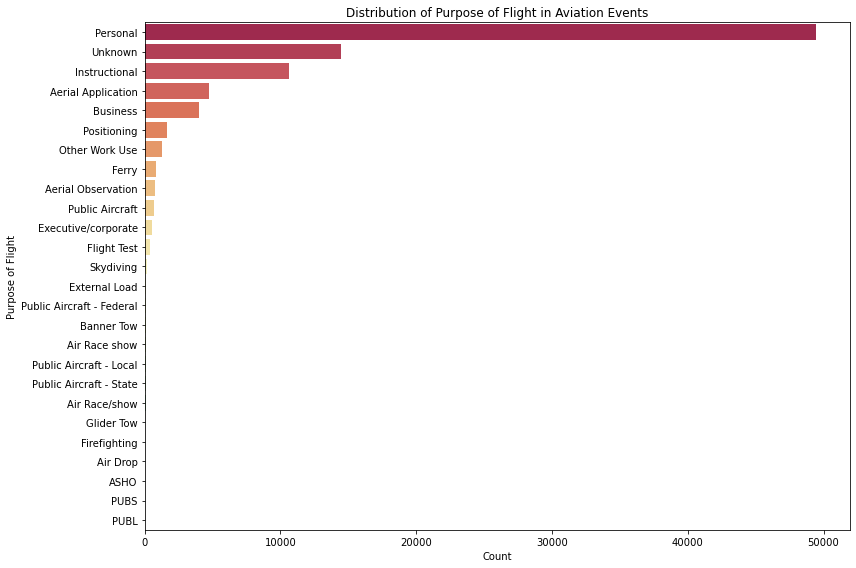 Distribution of Purpose of Flight in Aviation Events
Purpose of Flight
Personal
Unknown
Instructional
Aerial Application
Business
Positioning
Other Work Use
Ferry
Aerial Observation
Public Aircraft
Executive/corporate
Flight Test
Skydiving
External Load
Public Aircraft - Federal
Banner Tow
Air Race show
Public Aircraft - Local
Public Aircraft - State
Air Race/show
Glider Tow
Firefighting
Air Drop
ASHO
PUBS
PUBL
0 10000 20000 30000 40000 50000
Count